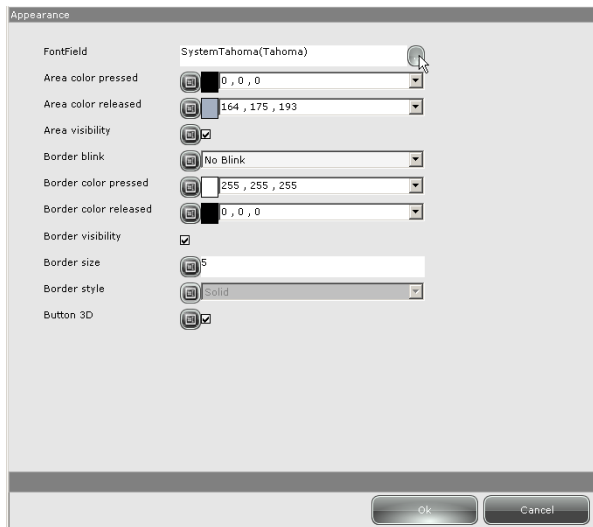 Appearance
FontField SystemTahoma(Tahoma)
Area color pressed 0 , 0 , 0
Area color released 164 , 175 , 193
Area visibility
Border blink No Blink
Border color pressed 255 , 255 , 255
Border color released 0 , 0 , 0
Border visibility
Border size 5
Border style Solid
Button 3D
Ok Cancel